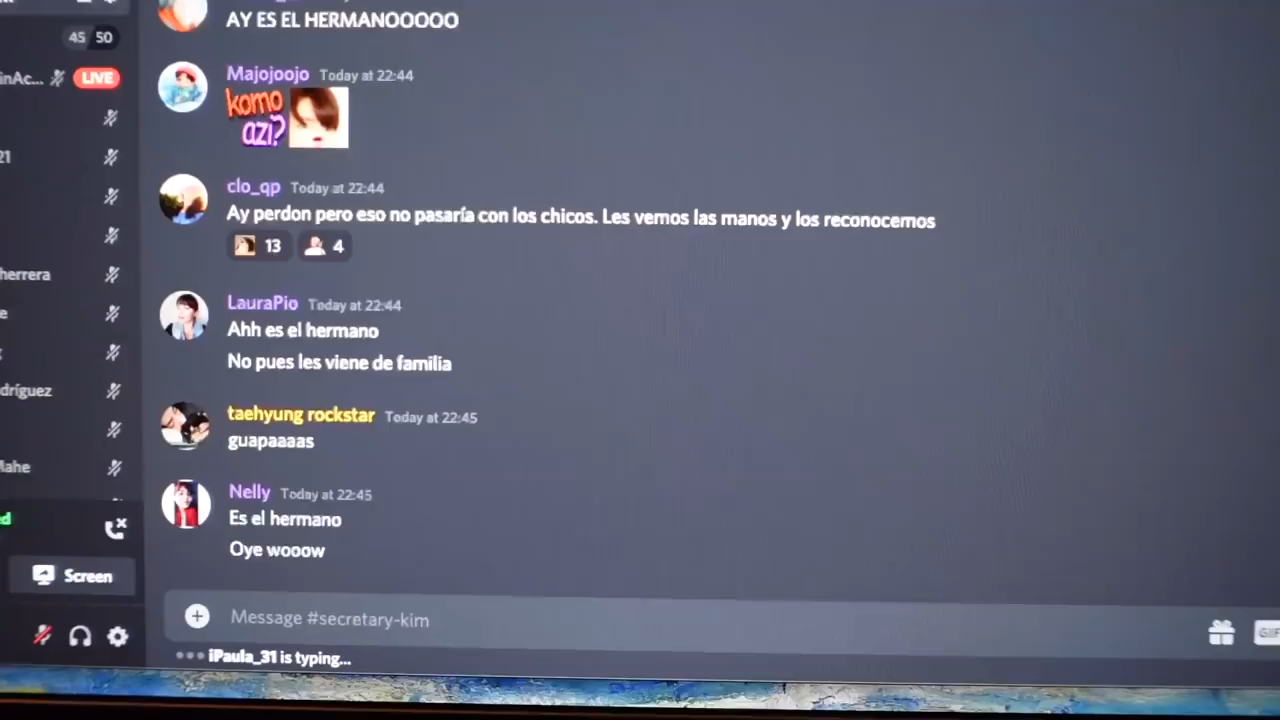 45 50
AY ES EL HERMANOOOOO
inAc... LIVE
Majojoojo Today at 22:44
komo
azi?
21
clo_qp Today at 22:44
Ay perdon pero eso no pasaría con los chicos. Les vemos las manos y los reconocemos
13 4
herrera
LauraPio Today at 22:44
Ahh es el hermano
No pues les viene de familia
dríguez
taehyung rockstar Today at 22:45
guapaaaas
Mahe
Nelly Today at 22:45
Es el hermano
Oye wooow
Screen
Message #secretary-kim
GIF
iPaula_31 is typing...